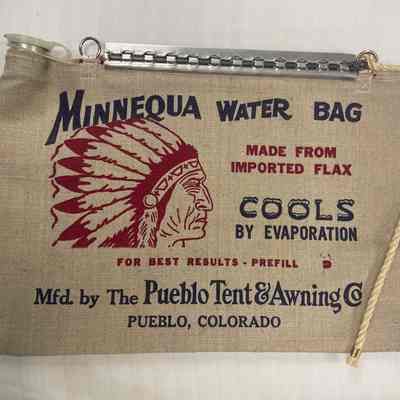 MINNEQUA WATER BAG
MADE FROM
IMPORTED FLAX
COOLS
BY EVAPORATION
FOR BEST RESULTS - PREFILL
Mfd. by The Pueblo Tent & Awning Co
PUEBLO, COLORADO